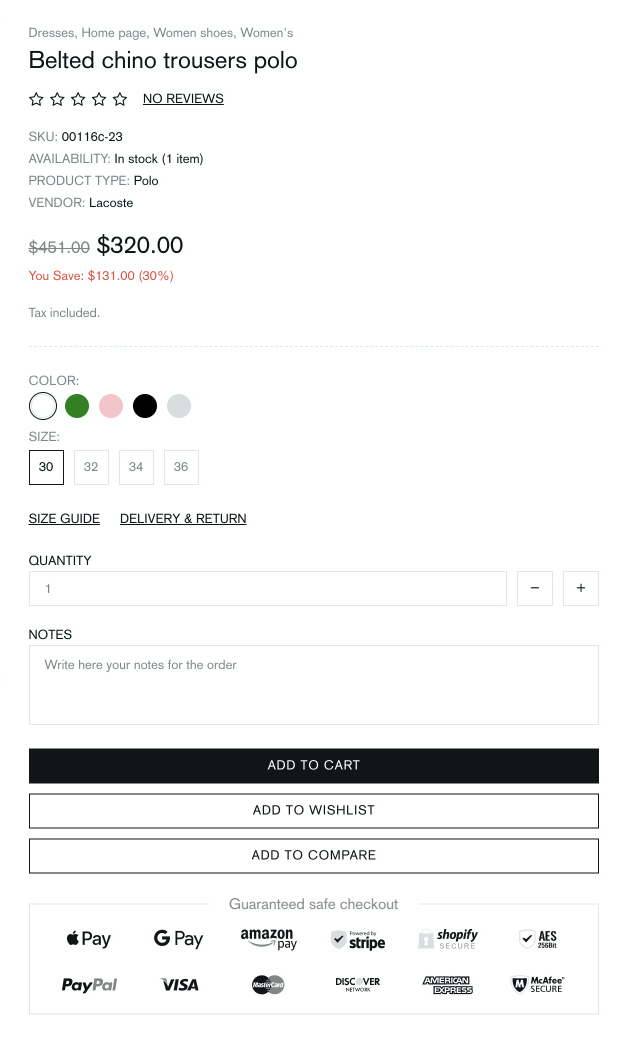 Dresses, Home page, Women shoes, Women's
Belted chino trousers polo
NO REVIEWS
SKU: 00116c-23
AVAILABILITY: In stock (1 item)
PRODUCT TYPE: Polo
VENDOR: Lacoste
$451.00 $320.00
You Save: $131.00 (30%)
Tax included.
COLOR:
SIZE:
30 32 34 36
SIZE GUIDE DELIVERY & RETURN
QUANTITY
1 − +
NOTES
Write here your notes for the order
ADD TO CART
ADD TO WISHLIST
ADD TO COMPARE
Guaranteed safe checkout
Pay G Pay amazon pay Powered by stripe shopify SECURE AES 256Bit
PayPal VISA MasterCard DISCOVER NETWORK AMERICAN EXPRESS McAfee™ SECURE